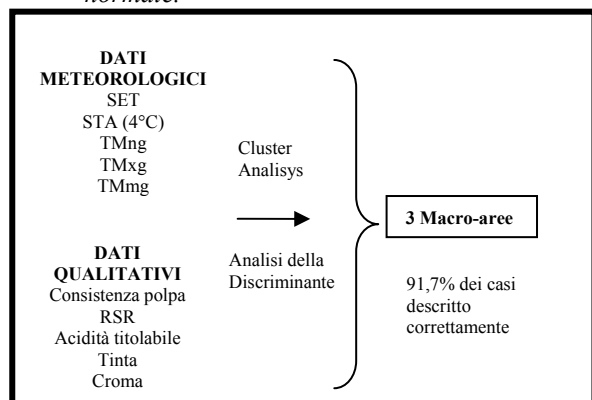 normale.
DATI
METEOROLOGICI
SET
STA (4°C)
TMng
TMxg
TMmg
DATI
QUALITATIVI
Consistenza polpa
RSR
Acidità titolabile
Tinta
Croma
Cluster
Analisys
Analisi della
Discriminante
3 Macro-aree
91,7% dei casi
descritto
correttamente